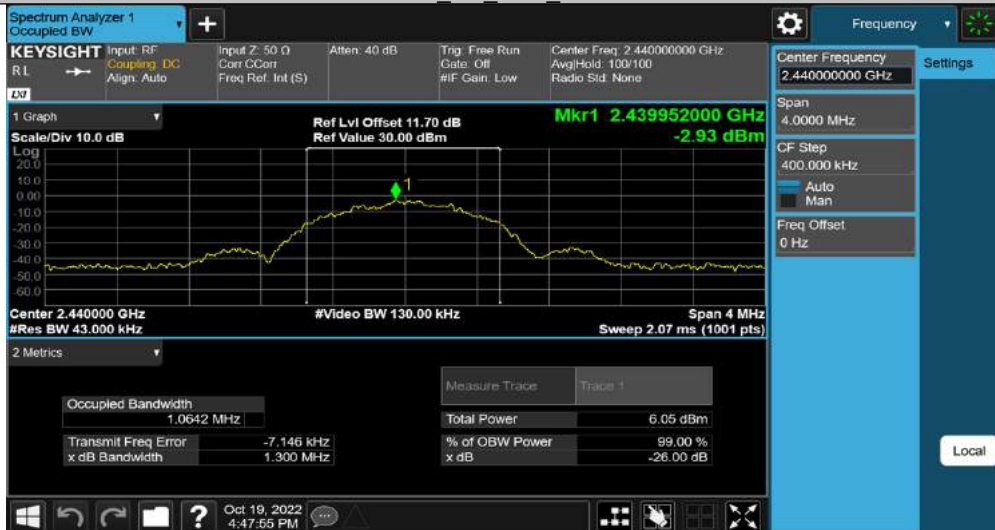 Spectrum Analyzer 1
Occupied BW
Frequency
KEYSIGHT Input: RF Input Z: 50 Ω Atten: 40 dB Trig: Free Run Center Freq: 2.440000000 GHz
RL Coupling: DC Corr CCorr Gate: Off Avg|Hold: 100/100
Align: Auto Freq Ref: Int (S) #IF Gain: Low Radio Std: None
LXI
Center Frequency
2.440000000 GHz
Settings
Span
4.0000 MHz
CF Step
400.000 kHz
Auto
Man
Freq Offset
0 Hz
Local
1 Graph
Scale/Div 10.0 dB
Ref Lvl Offset 11.70 dB
Ref Value 30.00 dBm
Mkr1 2.439952000 GHz
-2.93 dBm
Log
20.0
10.0
0.00
-10.0
-20.0
-30.0
-40.0
-50.0
-60.0
1
Center 2.440000 GHz #Video BW 130.00 kHz Span 4 MHz
#Res BW 43.000 kHz Sweep 2.07 ms (1001 pts)
2 Metrics
Measure Trace Trace 1
Occupied Bandwidth
1.0642 MHz
Total Power 6.05 dBm
Transmit Freq Error -7.146 kHz % of OBW Power 99.00 %
x dB Bandwidth 1.300 MHz x dB -26.00 dB
Oct 19, 2022
4:47:55 PM